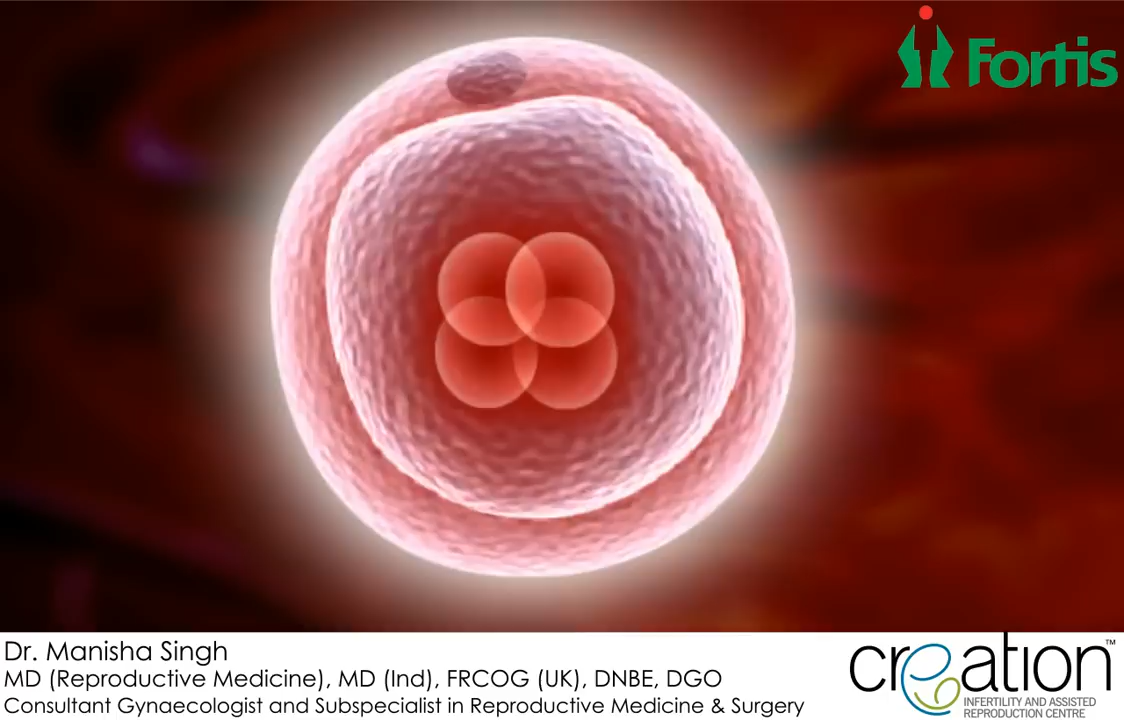 Fortis
Dr. Manisha Singh
MD (Reproductive Medicine), MD (Ind), FRCOG (UK), DNBE, DGO
Consultant Gynaecologist and Subspecialist in Reproductive Medicine & Surgery
creation™
INFERTILITY AND ASSISTED
REPRODUCTION CENTRE